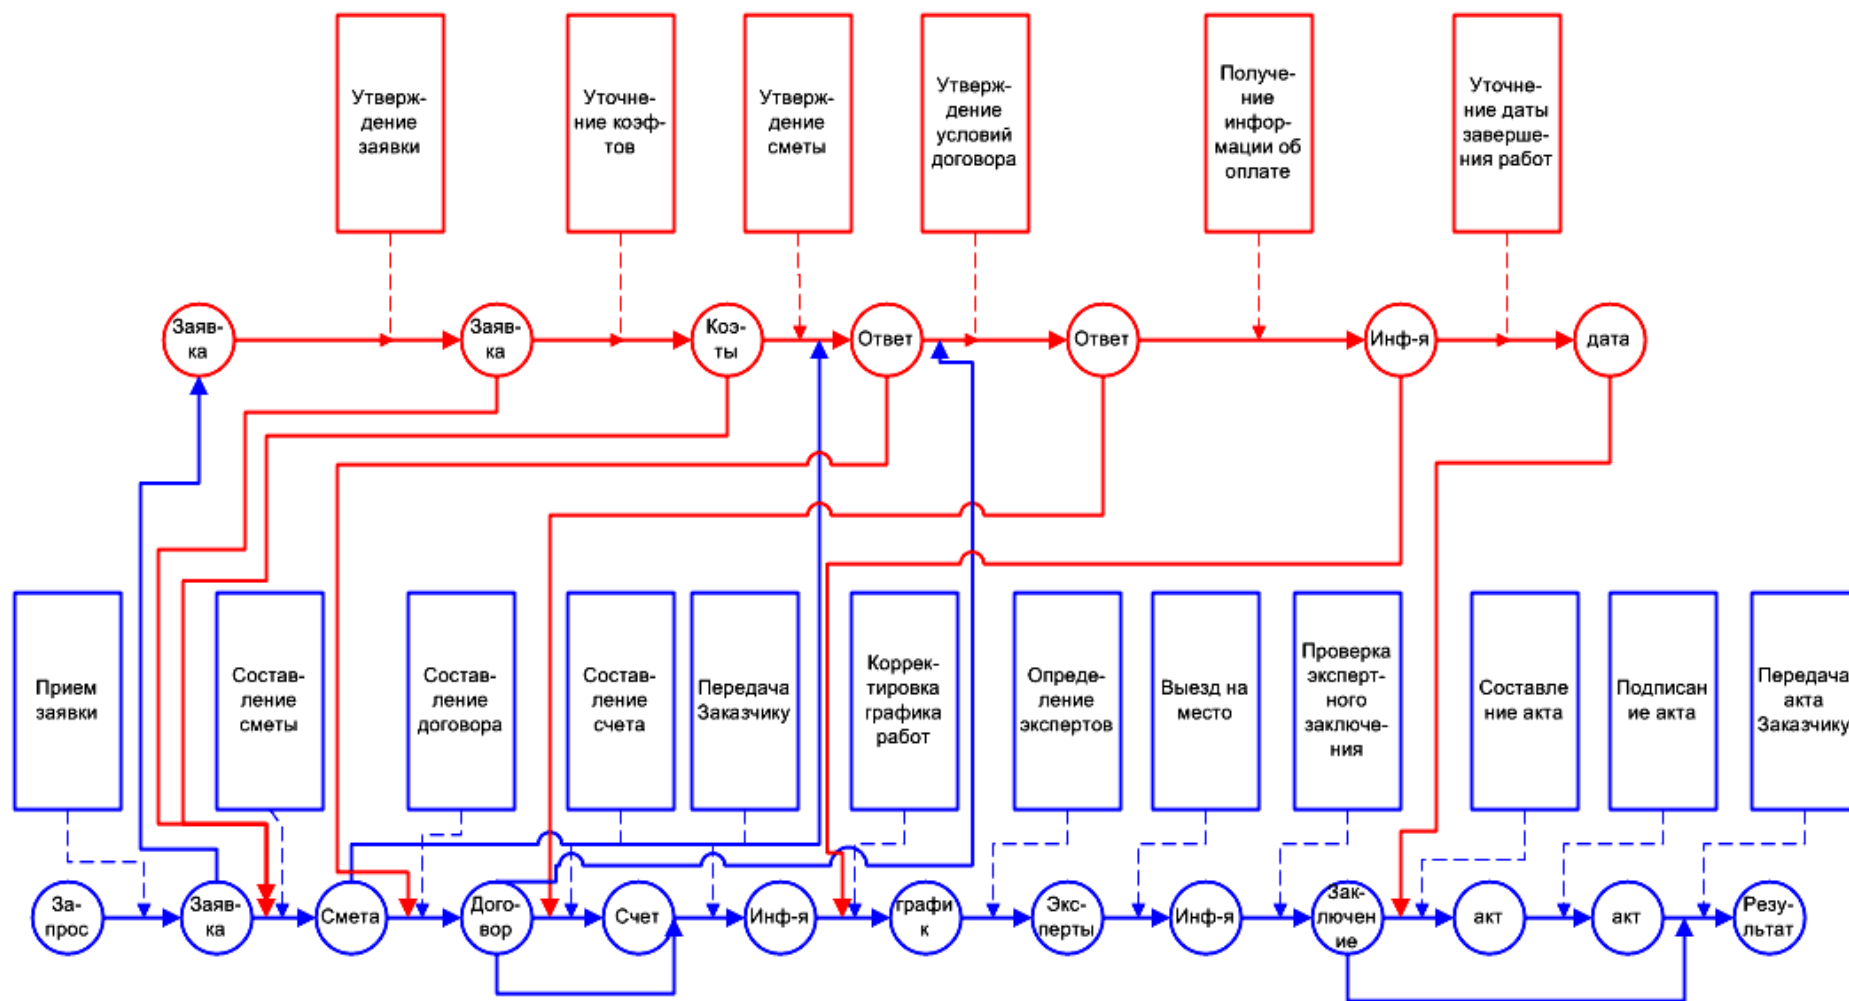 Утверж-
дение
заявки
Уточне-
ние коэф-
тов
Утверж-
дение
сметы
Утверж-
дение
условий
договора
Получе-
ние
инфор-
мации об
оплате
Уточне-
ние даты
заверше-
ния работ
Заяв-
ка
Заяв-
ка
Коэ-
ты
Ответ
Ответ
Инф-я
дата
Прием
заявки
Состав-
ление
сметы
Состав-
ление
договора
Состав-
ление
счета
Передача
Заказчику
Коррек-
тировка
графика
работ
Опреде-
ление
экспертов
Выезд на
место
Проверка
эксперт-
ного
заключе-
ния
Составле
ние акта
Подписан
ие акта
Передача
акта
Заказчику
За-
прос
Заяв-
ка
Смета
Дого-
вор
Счет
Инф-я
графи
к
Экс-
перты
Инф-я
Зак-
лючен
ие
акт
акт
Резу-
льтат